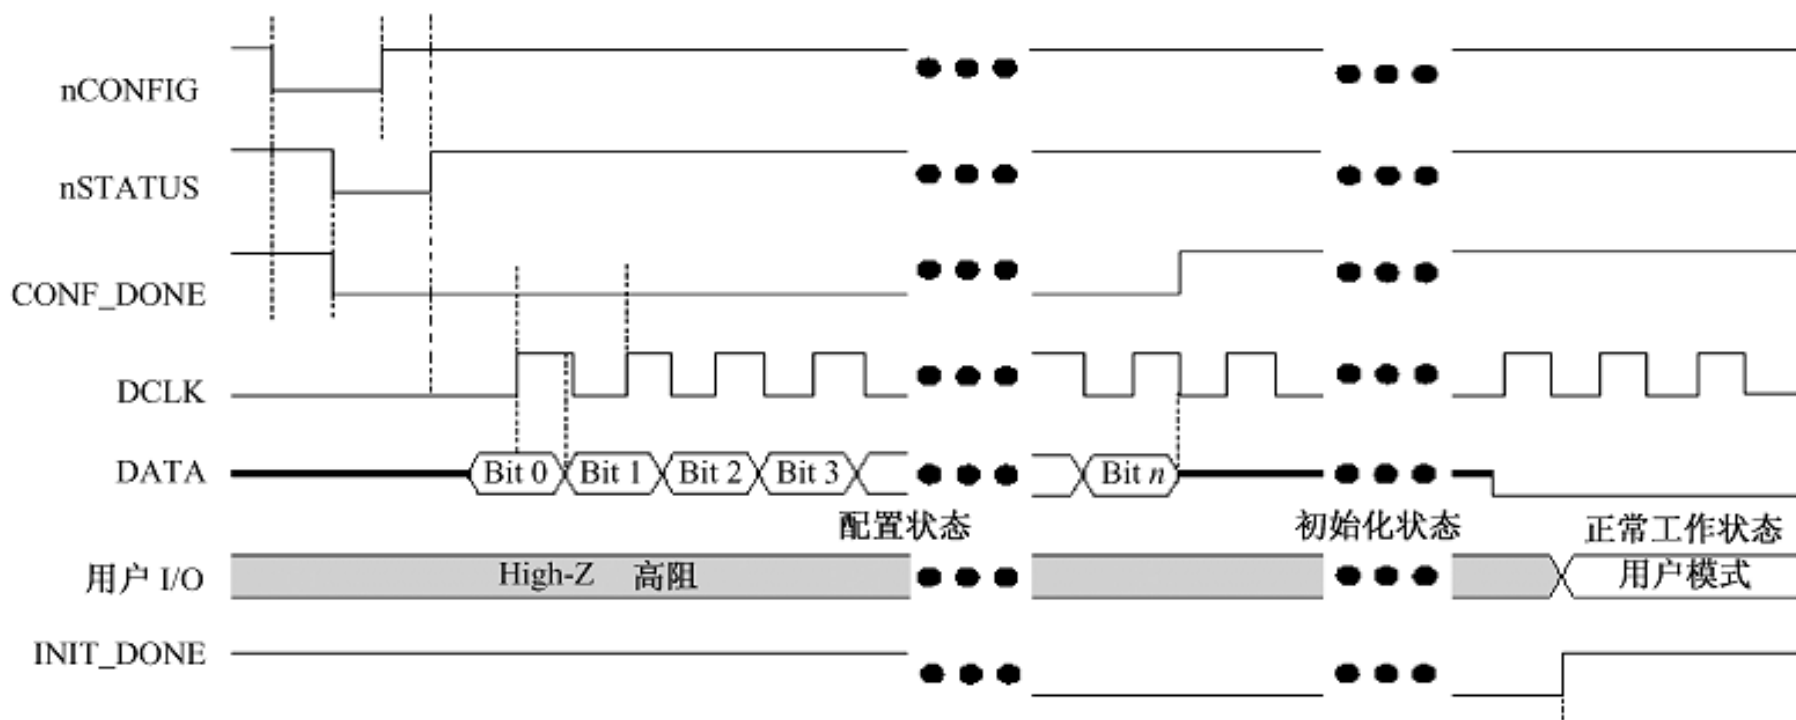 nCONFIG
nSTATUS
CONF_DONE
DCLK
DATA Bit 0 Bit 1 Bit 2 Bit 3 Bit n
配置状态 初始化状态 正常工作状态
用户 I/O High-Z 高阻 用户模式
INIT_DONE